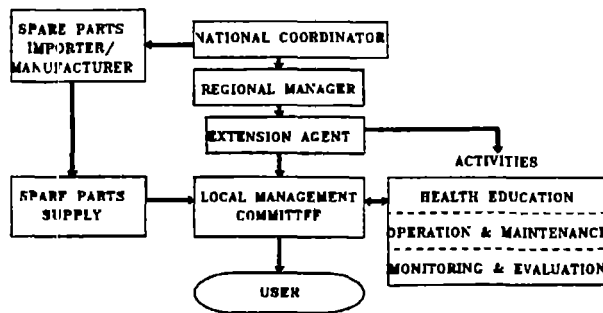 SPARE PARTS
IMPORTER/
MANUFACTURER
NATIONAL COORDINATOR
REGIONAL MANAGER
EXTENSION AGENT
ACTIVITIES
SPARE PARTS
SUPPLY
LOCAL MANAGEMENT
COMMITTEE
HEALTH EDUCATION
OPERATION & MAINTENANCE
MONITORING & EVALUATION
USER